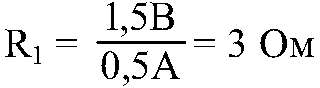 R₁ = 1,5В / 0,5А = 3 Ом